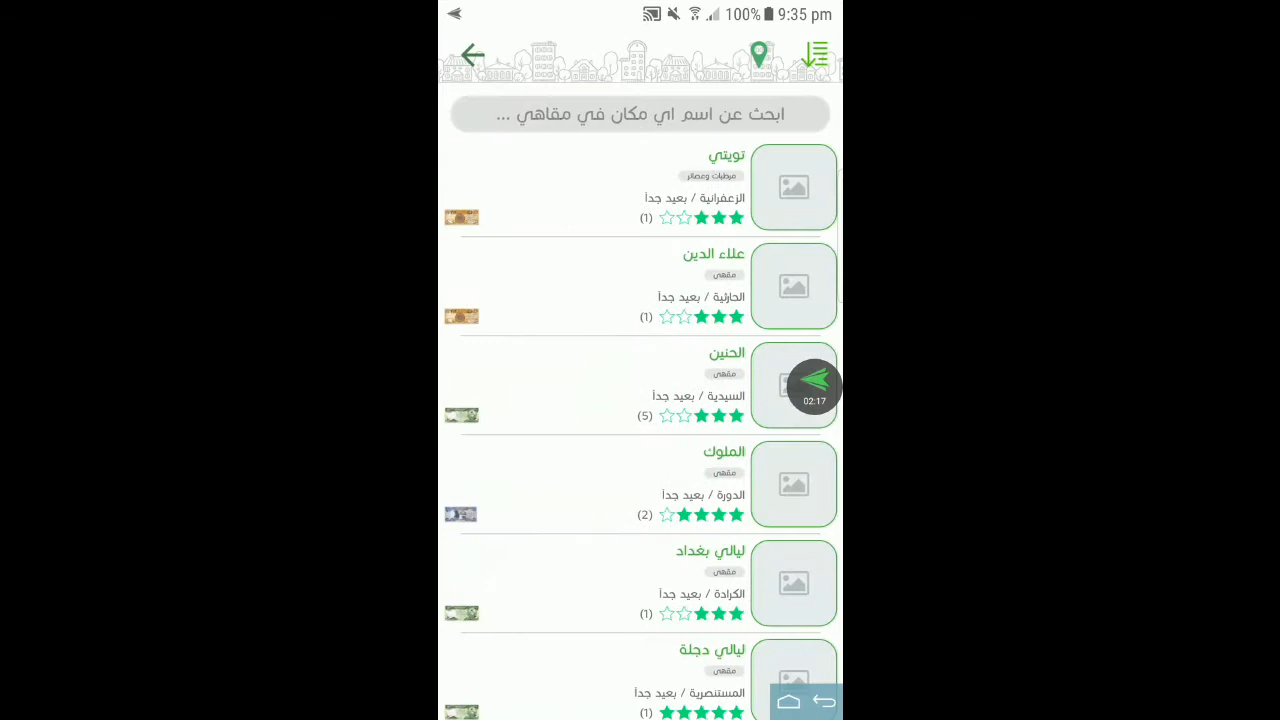 100% 9:35 pm
ابحث عن اسم اي مكان في مقاهي ...
تويتي
مرطبات وعصائر
الزعفرانية / بعيد جداً
(1)
علاء الدين
مقهى
الحارثية / بعيد جداً
(1)
الحنين
مقهى
السيدية / بعيد جداً
(5)
02:17
الملوك
مقهى
الدورة / بعيد جداً
(2)
ليالي بغداد
مقهى
الكرادة / بعيد جداً
(1)
ليالي دجلة
مقهى
المستنصرية / بعيد جداً
(1)